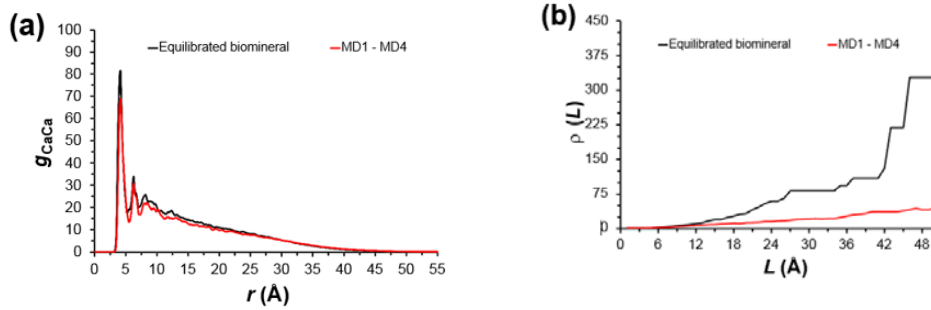 (a)
100
90
80
70
60
50
40
30
20
10
0
gCaCa
Equilibrated biomineral
MD1 - MD4
0 5 10 15 20 25 30 35 40 45 50 55
r (Å)
(b)
450
375
300
225
150
75
0
ρ (L)
Equilibrated biomineral
MD1 - MD4
0 6 12 18 24 30 36 42 48
L (Å)